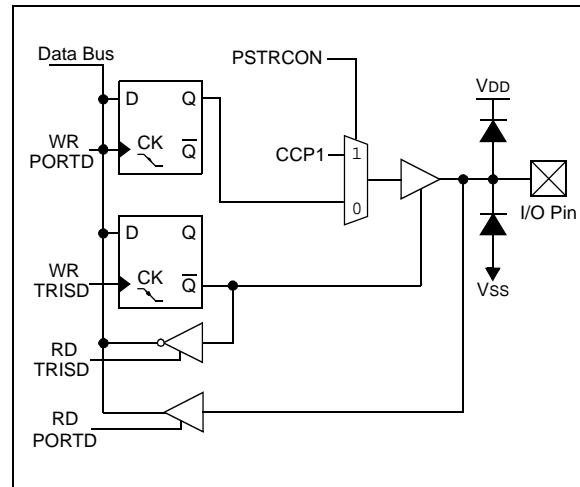 Data Bus
PSTRCON
VDD
D Q
WR
PORTD
CK
Q
CCP1
1
0
I/O Pin
D Q
WR
TRISD
CK
Q
VSS
RD
TRISD
RD
PORTD